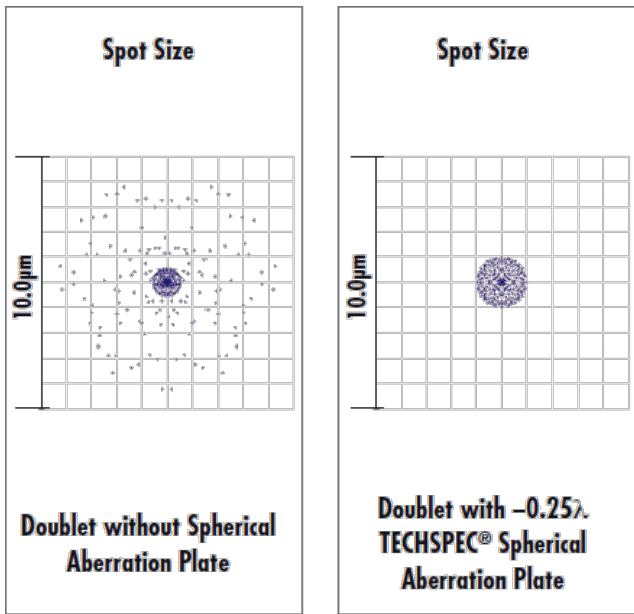 Spot Size
10.0µm
Doublet without Spherical
Aberration Plate
Spot Size
10.0µm
Doublet with –0.25λ
TECHSPEC® Spherical
Aberration Plate